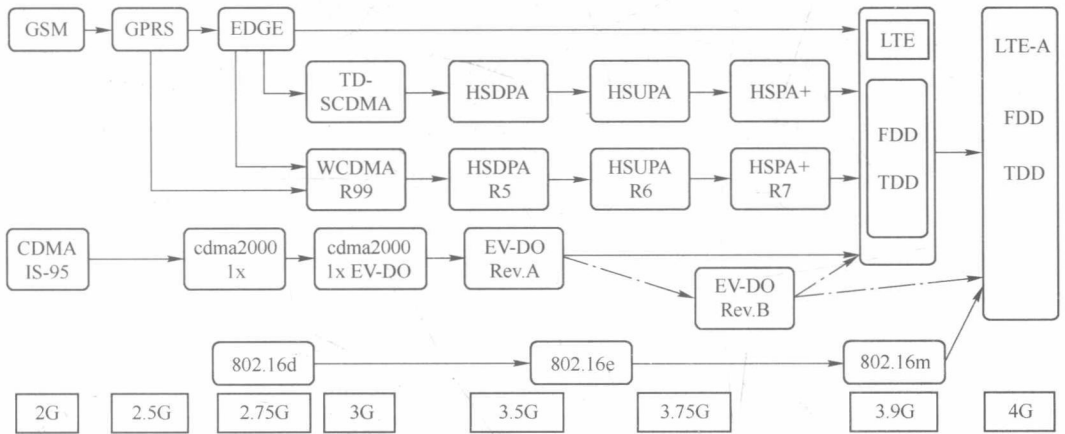 GSM
GPRS
EDGE
LTE
LTE-A
TD-
SCDMA
HSDPA
HSUPA
HSPA+
FDD
TDD
FDD
TDD
WCDMA
R99
HSDPA
R5
HSUPA
R6
HSPA+
R7
CDMA
IS-95
cdma2000
1x
cdma2000
1x EV-DO
EV-DO
Rev.A
EV-DO
Rev.B
802.16d
802.16e
802.16m
2G
2.5G
2.75G
3G
3.5G
3.75G
3.9G
4G